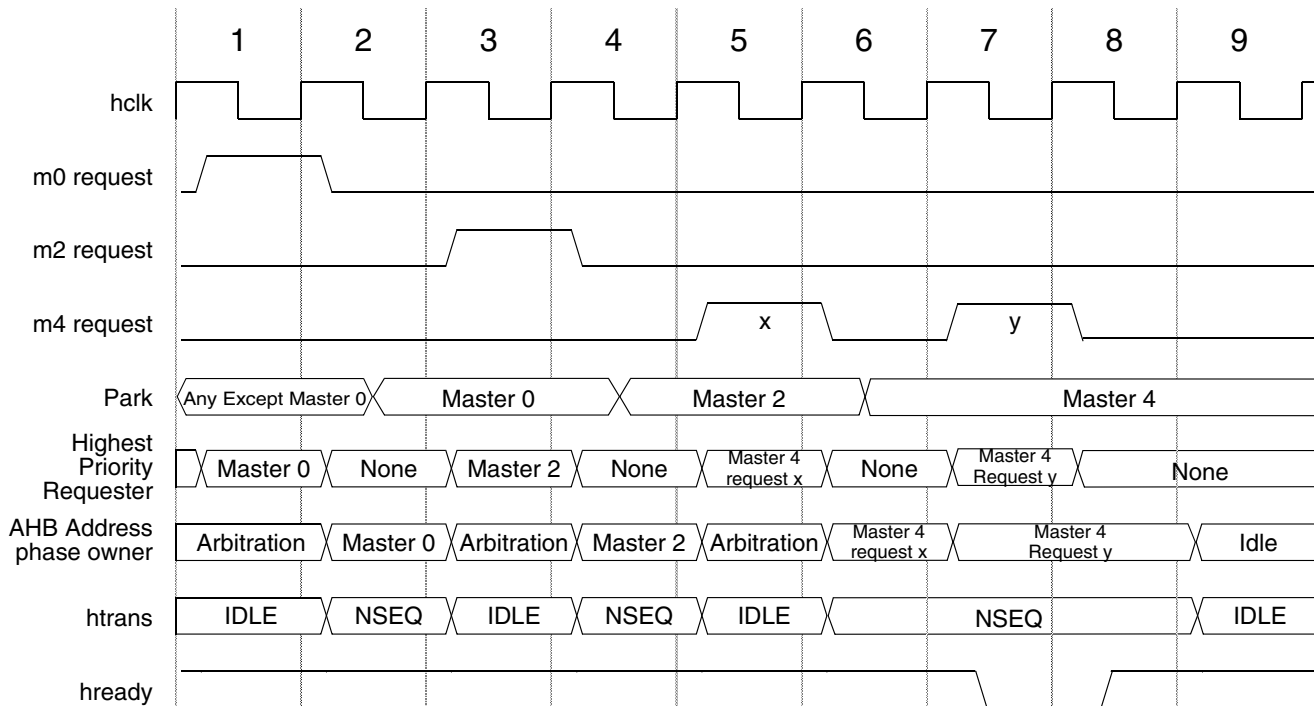 1 2 3 4 5 6 7 8 9
hclk
m0 request
m2 request
m4 request
x
y
Park
Any Except Master 0
Master 0
Master 2
Master 4
Highest
Priority
Requester
Master 0
None
Master 2
None
Master 4
request x
None
Master 4
Request y
None
AHB Address
phase owner
Arbitration
Master 0
Arbitration
Master 2
Arbitration
Master 4
request x
Master 4
Request y
Idle
htrans
IDLE
NSEQ
IDLE
NSEQ
IDLE
NSEQ
IDLE
hready